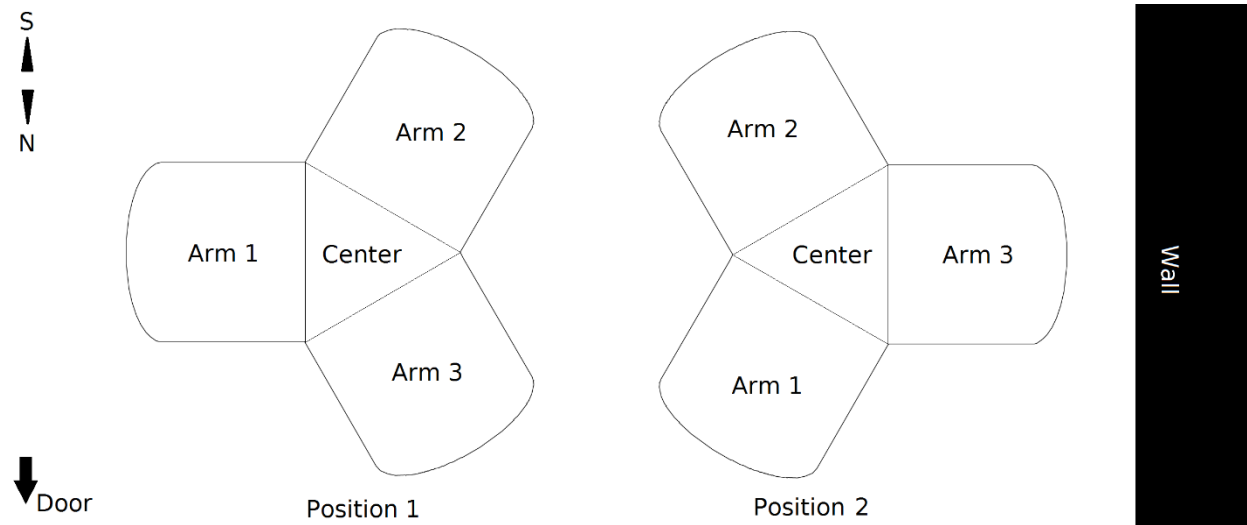 S
N
Arm 2
Arm 1
Center
Arm 3
Position 1
Arm 2
Center
Arm 3
Arm 1
Position 2
Wall
Door